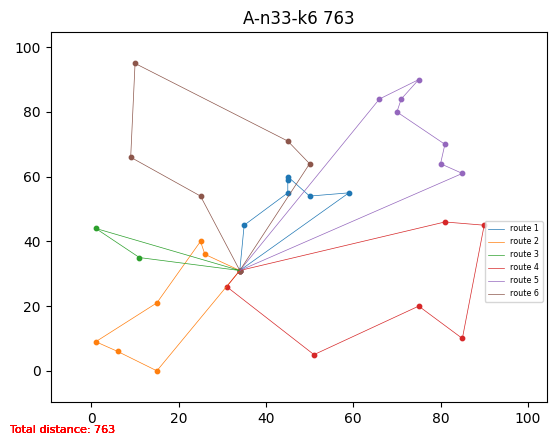 A-n33-k6 763
100
80
60
40
20
0
route 1
route 2
route 3
route 4
route 5
route 6
0 20 40 60 80 100
Total distance: 763